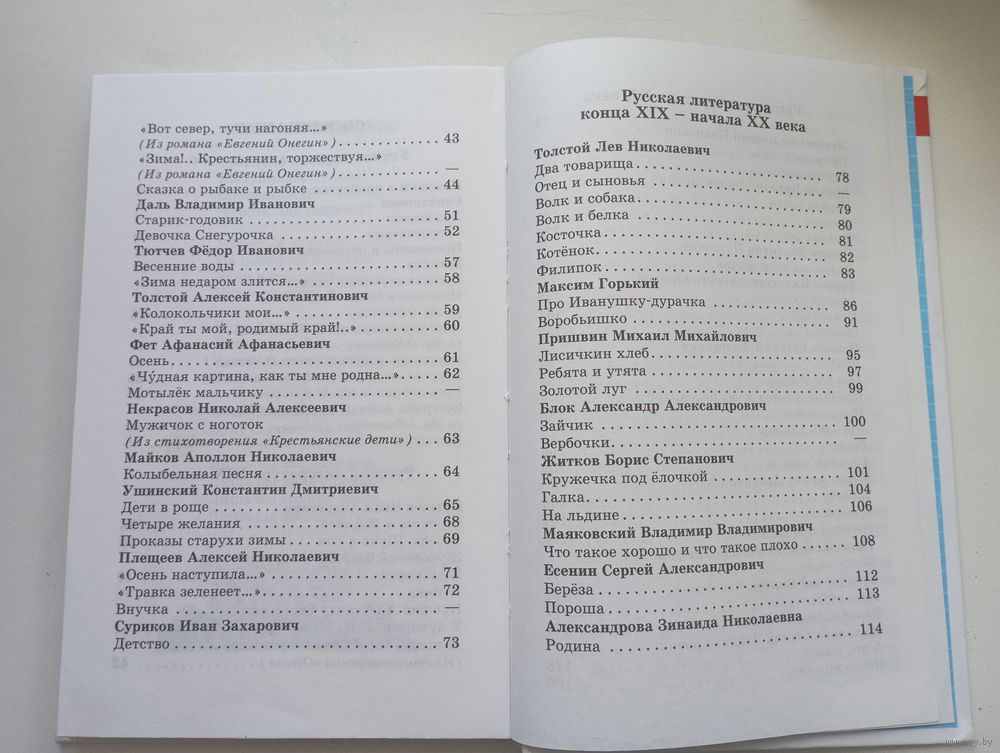 «Вот север, тучи нагоняя...»
(Из романа «Евгений Онегин») . . . . . . . . . . . . . 43
«Зима!.. Крестьянин, торжествуя...»
(Из романа «Евгений Онегин») . . . . . . . . . . . . . —
Сказка о рыбаке и рыбке . . . . . . . . . . . . . . . 44
Даль Владимир Иванович
Старик-годовик . . . . . . . . . . . . . . . . . . . . . 51
Девочка Снегурочка . . . . . . . . . . . . . . . . . . 52
Тютчев Фёдор Иванович
Весенние воды . . . . . . . . . . . . . . . . . . . . . 57
«Зима недаром злится...» . . . . . . . . . . . . . . . 58
Толстой Алексей Константинович
«Колокольчики мои...» . . . . . . . . . . . . . . . . . 59
«Край ты мой, родимый край!..» . . . . . . . . . . 60
Фет Афанасий Афанасьевич
Осень . . . . . . . . . . . . . . . . . . . . . . . . . . . 61
«Чу́дная картина, как ты мне родна...» . . . . . 62
Мотылёк мальчику . . . . . . . . . . . . . . . . . . . —
Некрасов Николай Алексеевич
Мужичок с ноготок
(Из стихотворения «Крестьянские дети») . . . 63
Майков Аполлон Николаевич
Колыбельная песня . . . . . . . . . . . . . . . . . . . 64
Ушинский Константин Дмитриевич
Дети в роще . . . . . . . . . . . . . . . . . . . . . . . 65
Четыре желания . . . . . . . . . . . . . . . . . . . . 68
Проказы старухи зимы . . . . . . . . . . . . . . . . 69
Плещеев Алексей Николаевич
«Осень наступила...» . . . . . . . . . . . . . . . . . . 71
«Травка зеленеет...» . . . . . . . . . . . . . . . . . . 72
Внучка . . . . . . . . . . . . . . . . . . . . . . . . . . —
Суриков Иван Захарович
Детство . . . . . . . . . . . . . . . . . . . . . . . . . . 73
Русская литература
конца XIX – начала XX века
Толстой Лев Николаевич
Два товарища . . . . . . . . . . . . . . . . . . . . . . 78
Отец и сыновья . . . . . . . . . . . . . . . . . . . . —
Волк и собака . . . . . . . . . . . . . . . . . . . . . . 79
Волк и белка . . . . . . . . . . . . . . . . . . . . . . 80
Косточка . . . . . . . . . . . . . . . . . . . . . . . . . 81
Котёнок . . . . . . . . . . . . . . . . . . . . . . . . . . 82
Филипок . . . . . . . . . . . . . . . . . . . . . . . . . 83
Максим Горький
Про Иванушку-дурачка . . . . . . . . . . . . . . . . 86
Воробьишко . . . . . . . . . . . . . . . . . . . . . . . 91
Пришвин Михаил Михайлович
Лисичкин хлеб . . . . . . . . . . . . . . . . . . . . . 95
Ребята и утята . . . . . . . . . . . . . . . . . . . . . 97
Золотой луг . . . . . . . . . . . . . . . . . . . . . . . 99
Блок Александр Александрович
Зайчик . . . . . . . . . . . . . . . . . . . . . . . . . 100
Вербочки . . . . . . . . . . . . . . . . . . . . . . . . —
Житков Борис Степанович
Кружечка под ёлочкой . . . . . . . . . . . . . . . 101
Галка . . . . . . . . . . . . . . . . . . . . . . . . . . 104
На льдине . . . . . . . . . . . . . . . . . . . . . . . 106
Маяковский Владимир Владимирович
Что такое хорошо и что такое плохо . . . . . . 108
Есенин Сергей Александрович
Берёза . . . . . . . . . . . . . . . . . . . . . . . . . 112
Пороша . . . . . . . . . . . . . . . . . . . . . . . . 113
Александрова Зинаида Николаевна
Родина . . . . . . . . . . . . . . . . . . . . . . . . . 114